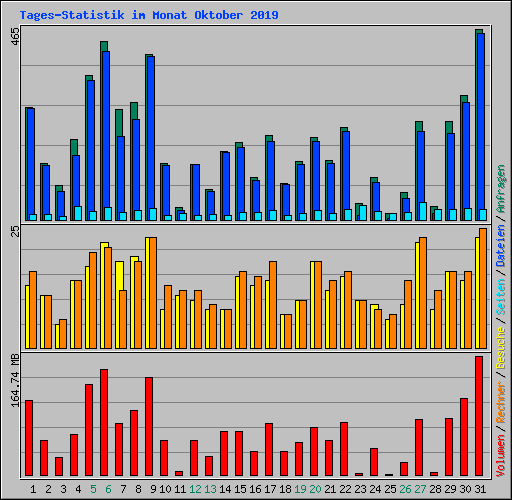 Tages-Statistik im Monat Oktober 2019
465
25
164.74 MB
Volumen / Rechner / Besuche / Seiten / Dateien / Anfragen
1 2 3 4 5 6 7 8 9 10 11 12 13 14 15 16 17 18 19 20 21 22 23 24 25 26 27 28 29 30 31